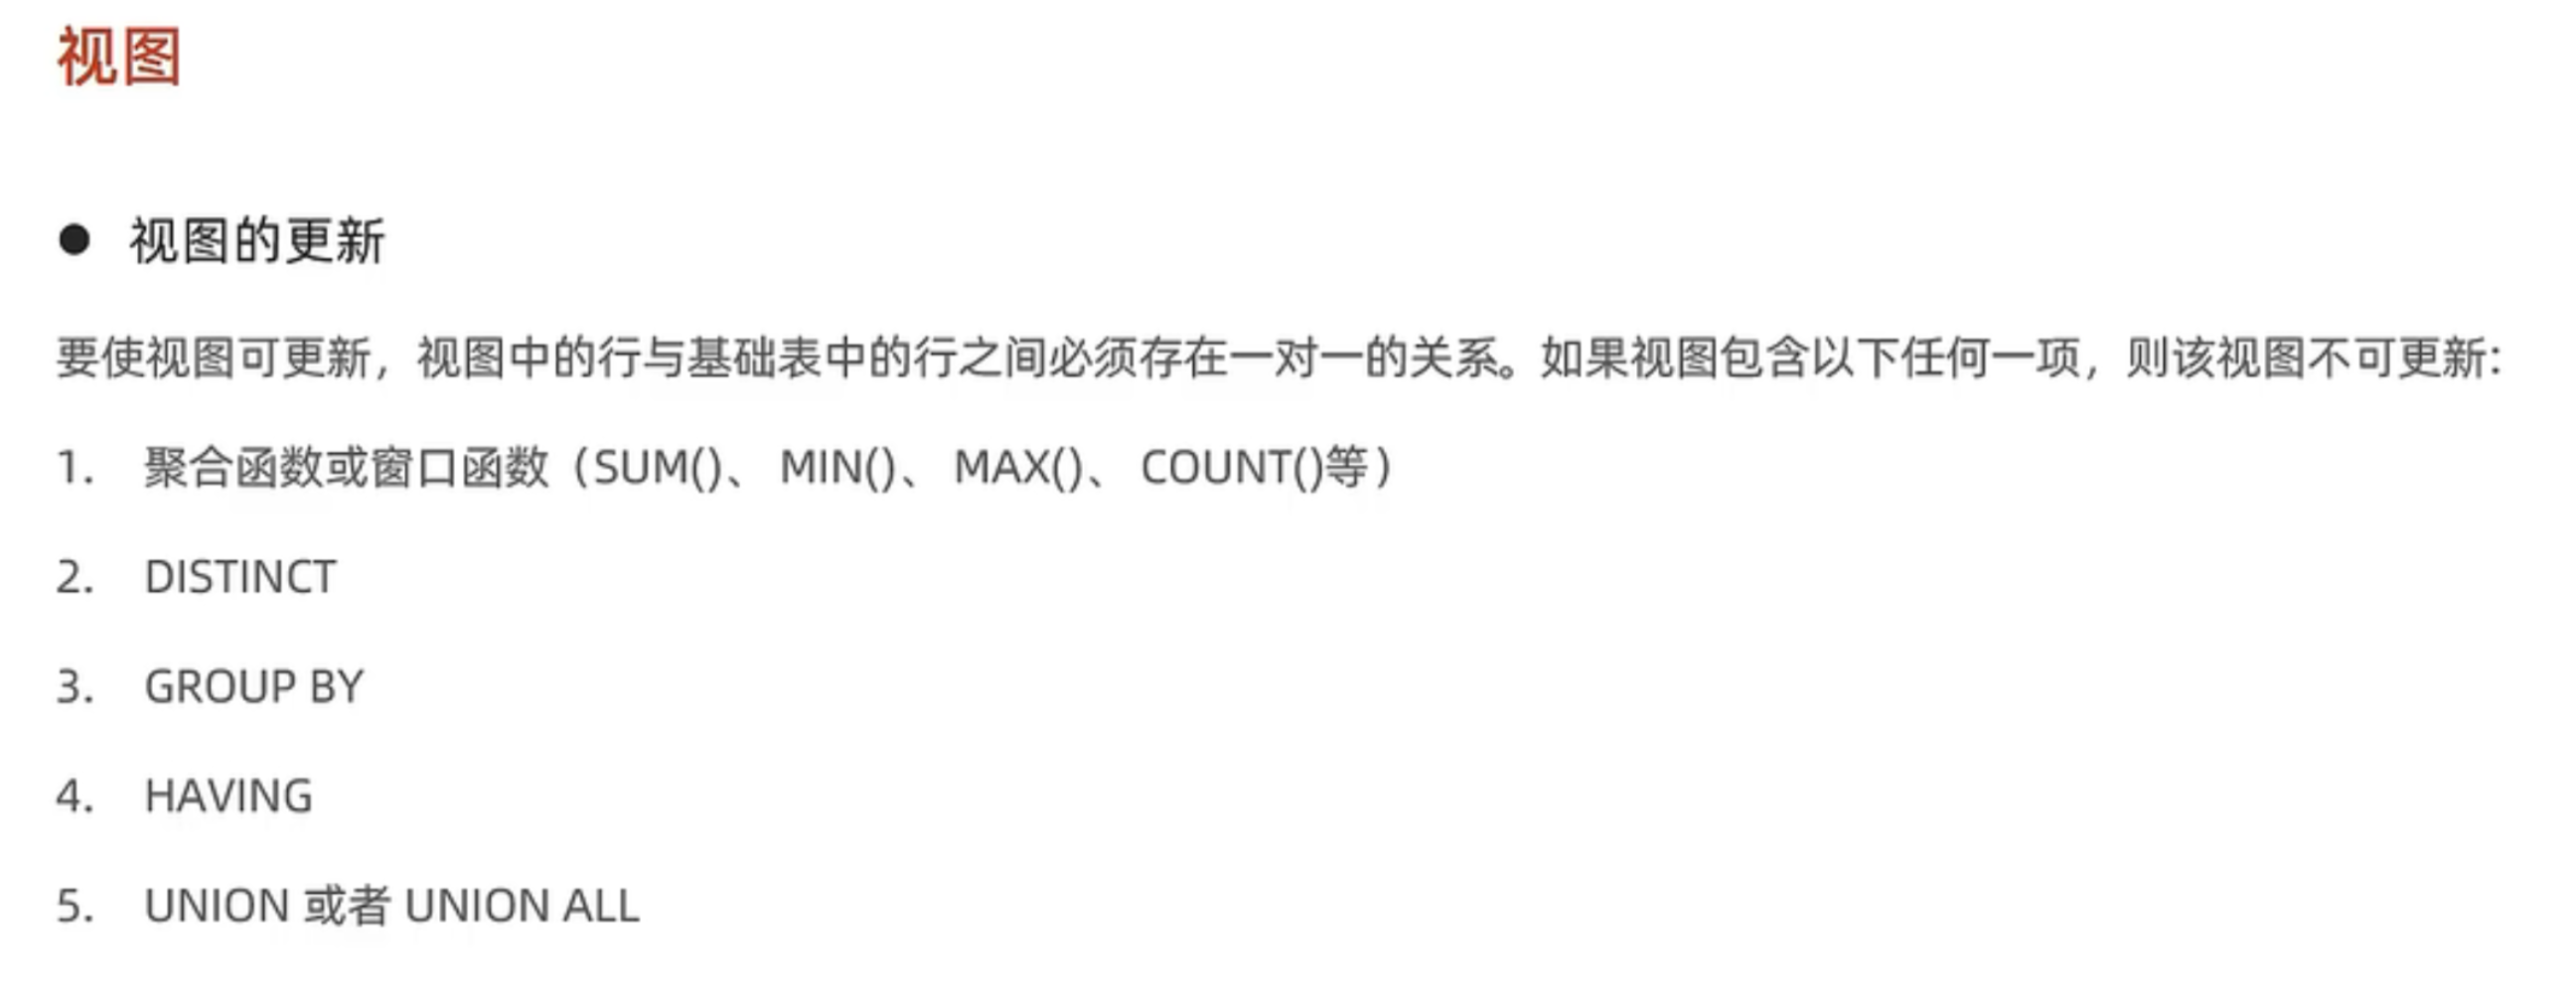 视图
● 视图的更新
要使视图可更新，视图中的行与基础表中的行之间必须存在一对一的关系。如果视图包含以下任何一项，则该视图不可更新：
1. 聚合函数或窗口函数（SUM()、 MIN()、 MAX()、 COUNT()等）
2. DISTINCT
3. GROUP BY
4. HAVING
5. UNION 或者 UNION ALL